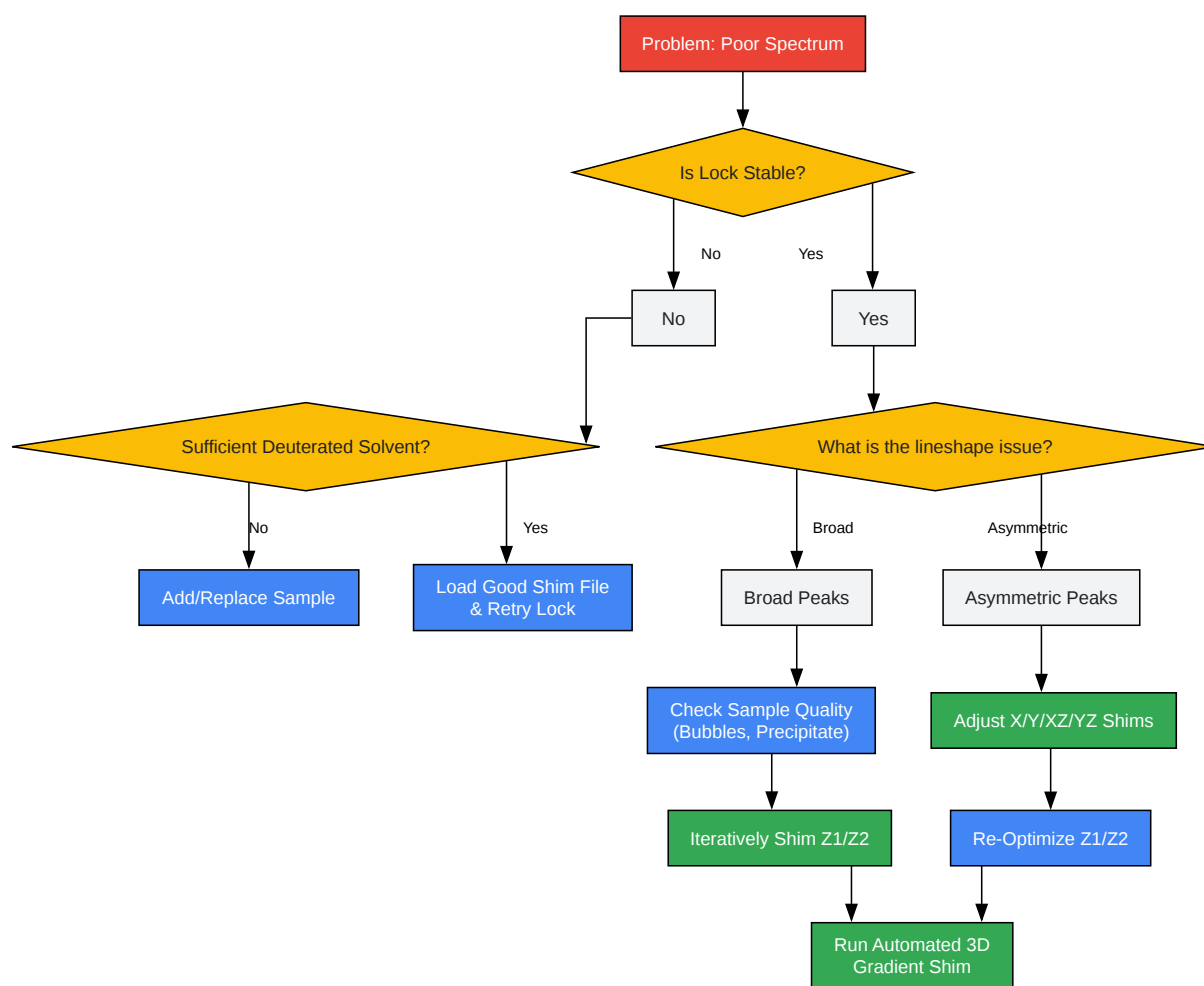 Problem: Poor Spectrum
Is Lock Stable?
No
Yes
No
Yes
Sufficient Deuterated Solvent?
What is the lineshape issue?
No
Yes
Broad
Asymmetric
Add/Replace Sample
Load Good Shim File
& Retry Lock
Broad Peaks
Asymmetric Peaks
Check Sample Quality
(Bubbles, Precipitate)
Adjust X/Y/XZ/YZ Shims
Iteratively Shim Z1/Z2
Re-Optimize Z1/Z2
Run Automated 3D
Gradient Shim